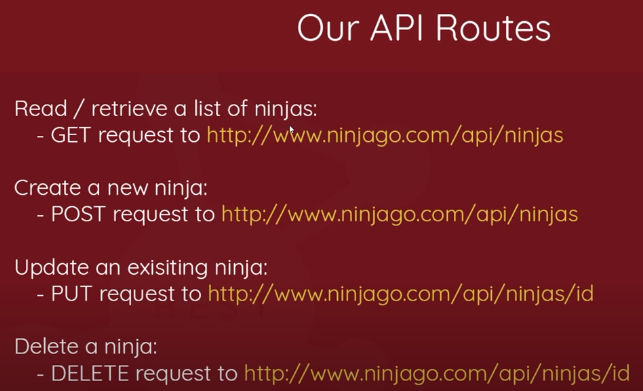 Our API Routes
Read / retrieve a list of ninjas:
- GET request to http://www.ninjago.com/api/ninjas
Create a new ninja:
- POST request to http://www.ninjago.com/api/ninjas
Update an exisiting ninja:
- PUT request to http://www.ninjago.com/api/ninjas/id
Delete a ninja:
- DELETE request to http://www.ninjago.com/api/ninjas/id